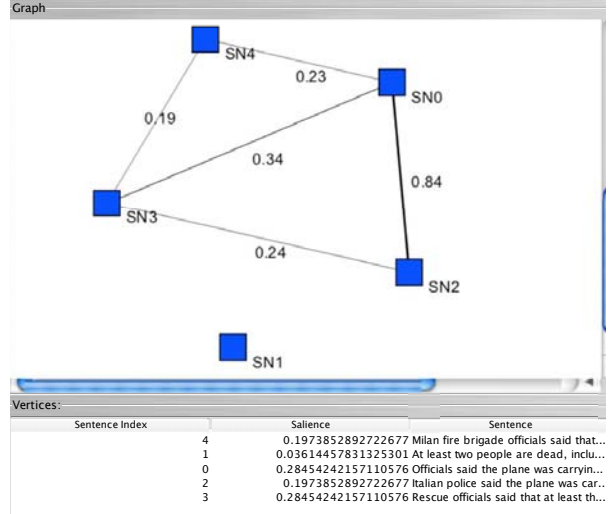 Graph
SN4
0.23
SN0
0.19
0.34
0.84
SN3
0.24
SN2
SN1
Vertices:
Sentence Index Salience Sentence
4 0.1973852892722677 Milan fire brigade officials said that...
1 0.03614457831325301 At least two people are dead, inclu...
0 0.28454242157110576 Officials said the plane was carryin...
2 0.1973852892722677 Italian police said the plane was car...
3 0.28454242157110576 Rescue officials said that at least th...